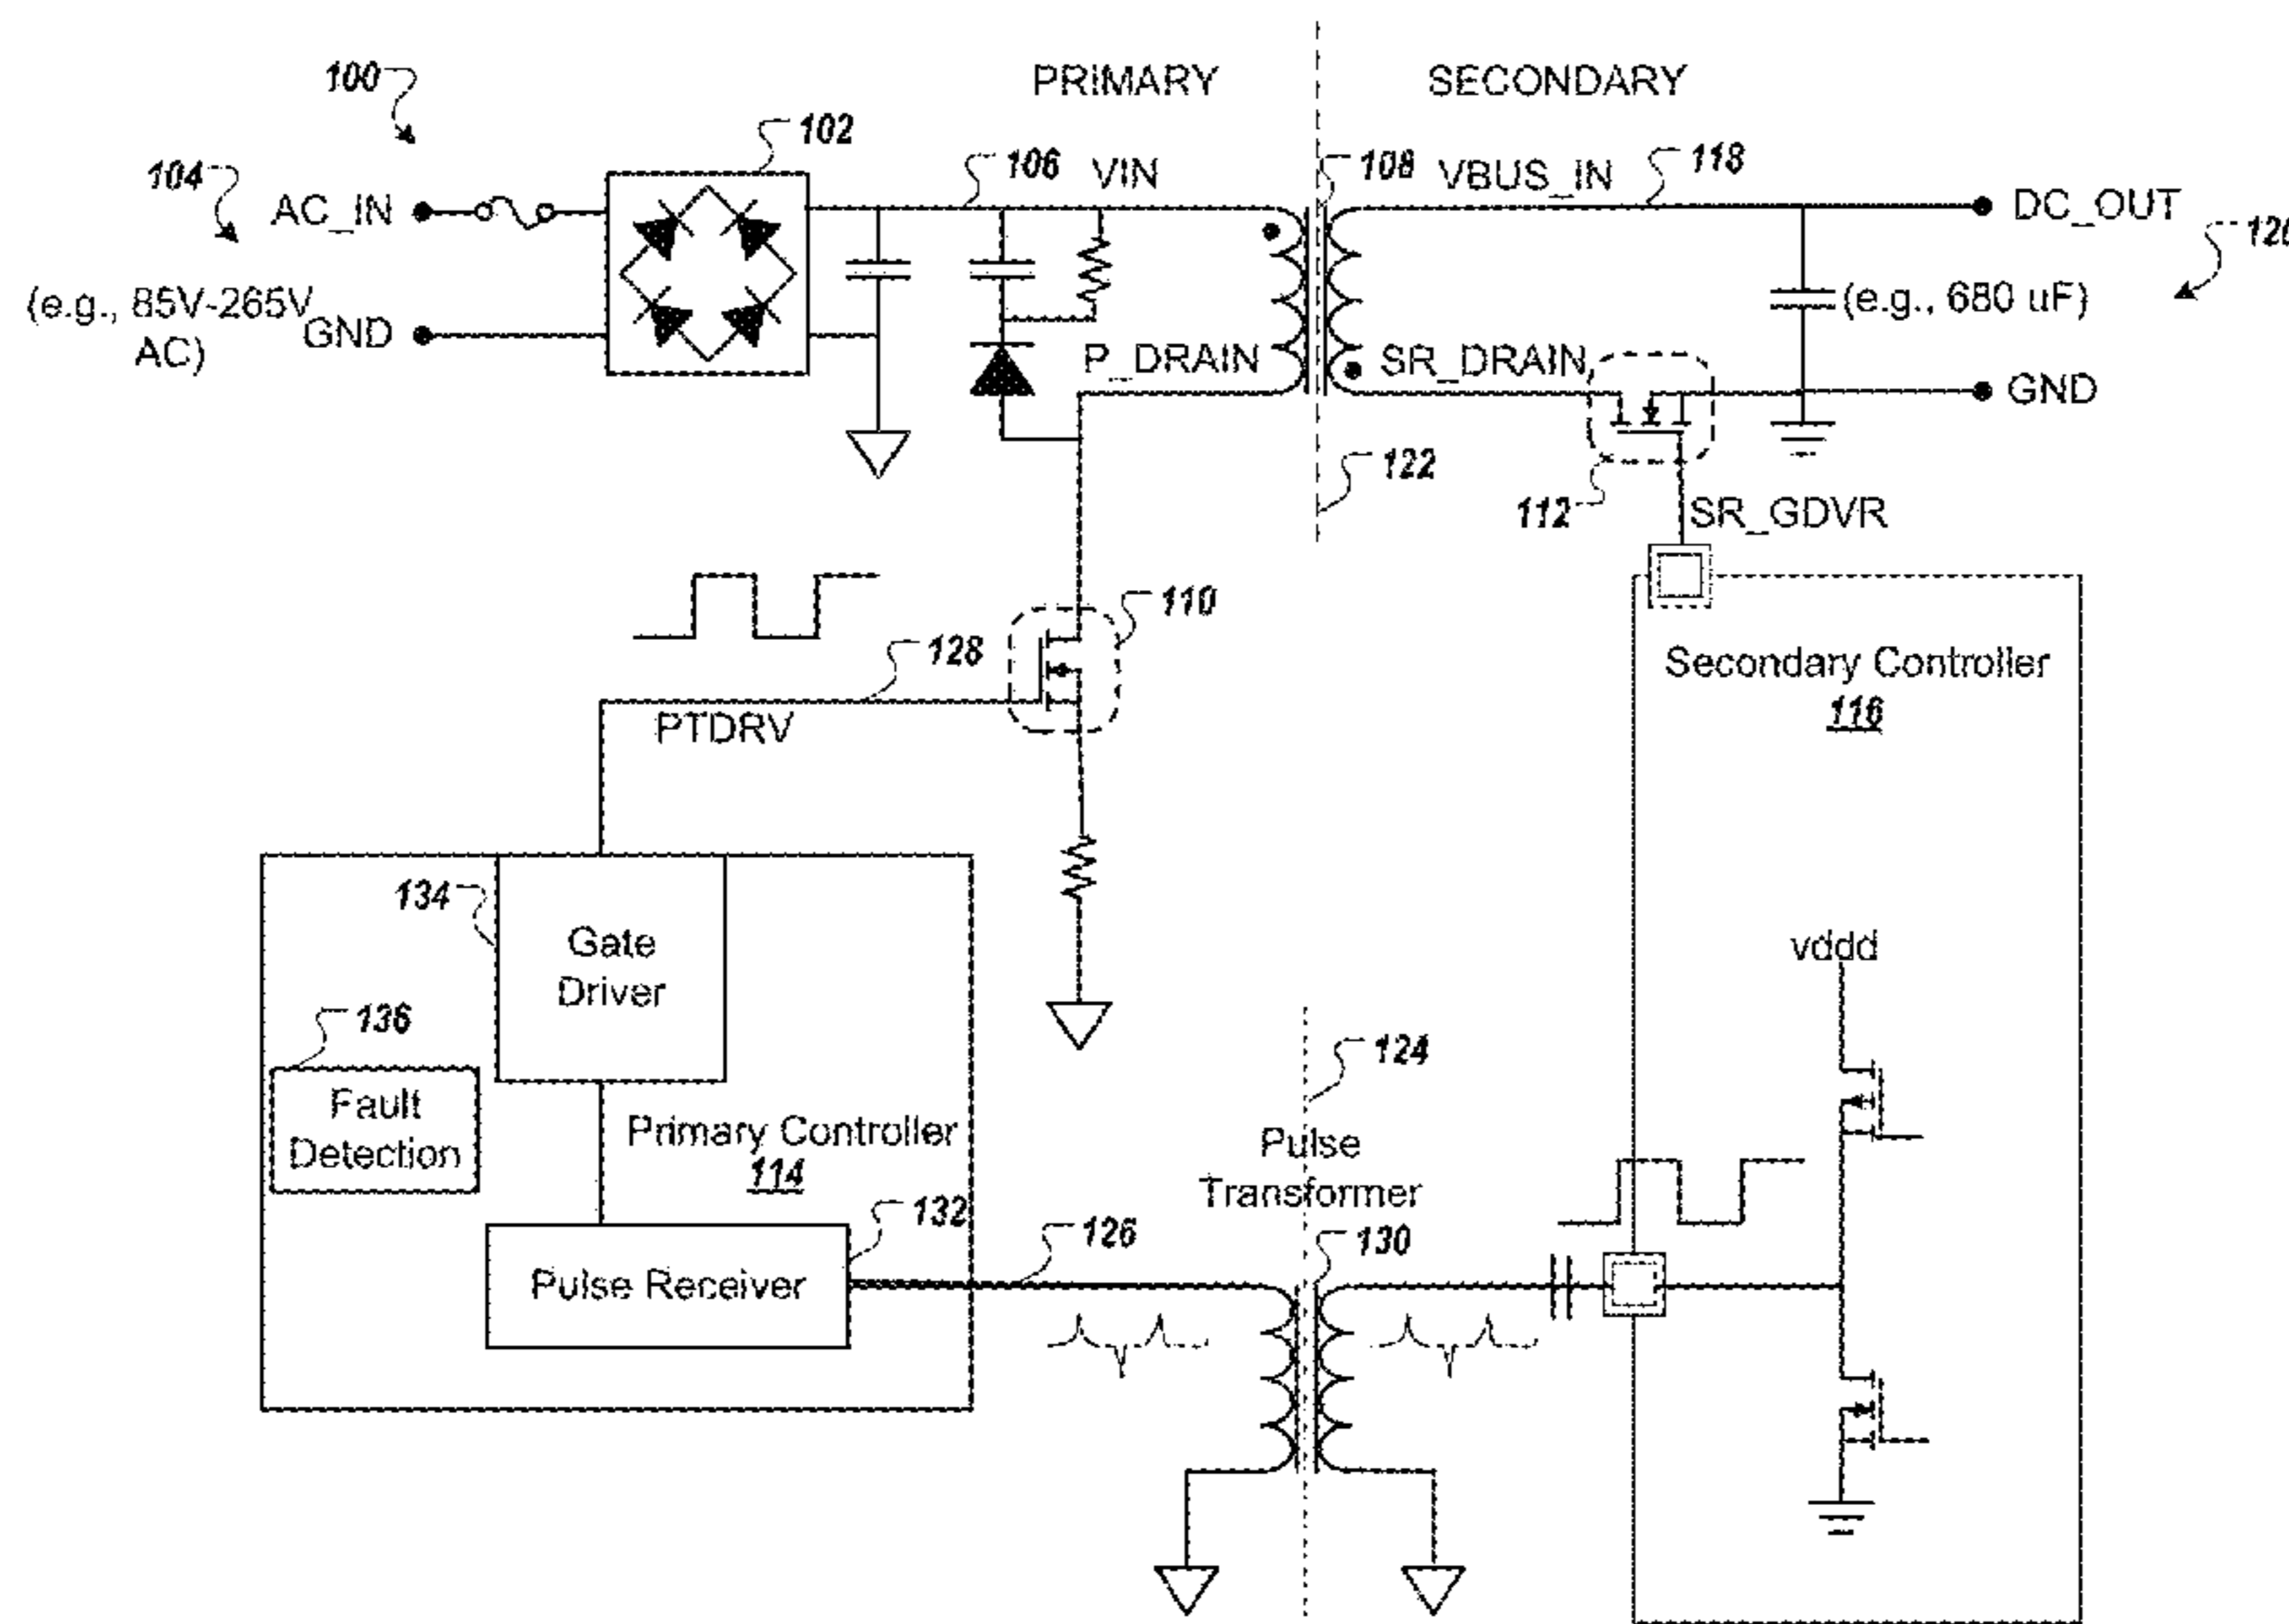 100
PRIMARY
SECONDARY
102
104
106
VIN
108
VBUS_IN
118
AC_IN
DC_OUT
(e.g., 85V-265V
AC)
GND
P_DRAIN
SR_DRAIN
(e.g., 680 uF)
GND
122
112
SR_GDVR
110
128
PTDRV
Secondary Controller
116
134
Gate
Driver
vddd
136
Fault
Detection
124
Primary Controller
114
Pulse
Transformer
132
126
130
Pulse Receiver